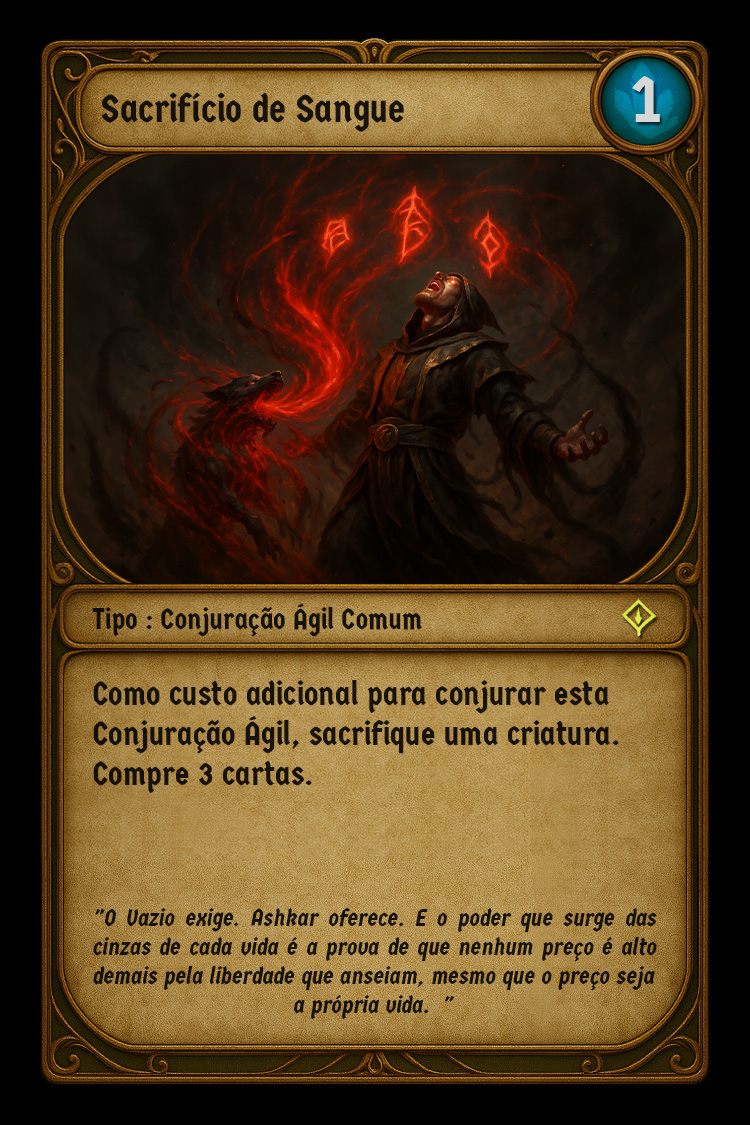 Sacrifício de Sangue
1
Tipo : Conjuração Ágil Comum
Como custo adicional para conjurar esta
Conjuração Ágil, sacrifique uma criatura.
Compre 3 cartas.
"O Vazio exige. Ashkar oferece. E o poder que surge das
cinzas de cada vida é a prova de que nenhum preço é alto
demais pela liberdade que anseiam, mesmo que o preço seja
a própria vida. "